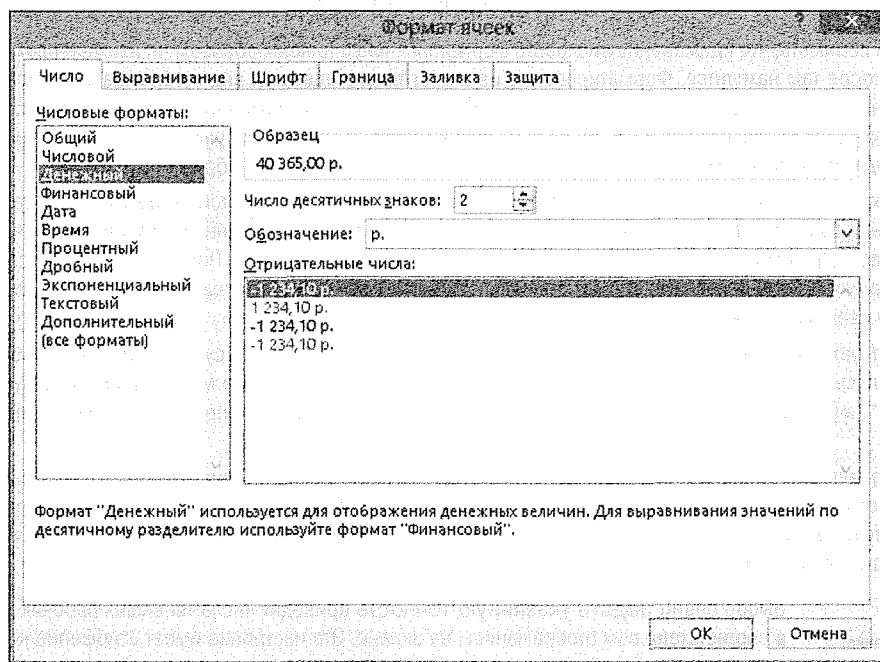 Формат ячеек
?
Число Выравнивание Шрифт Граница Заливка Защита
Числовые форматы:
Общий
Числовой
Денежный
Финансовый
Дата
Время
Процентный
Дробный
Экспоненциальный
Текстовый
Дополнительный
(все форматы)
Образец
40 365,00 р.
Число десятичных знаков: 2
Обозначение: р.
Отрицательные числа:
-1 234,10 р.
1 234,10 р.
-1 234,10 р.
-1 234,10 р.
Формат "Денежный" используется для отображения денежных величин. Для выравнивания значений по
десятичному разделителю используйте формат "Финансовый".
ОК Отмена